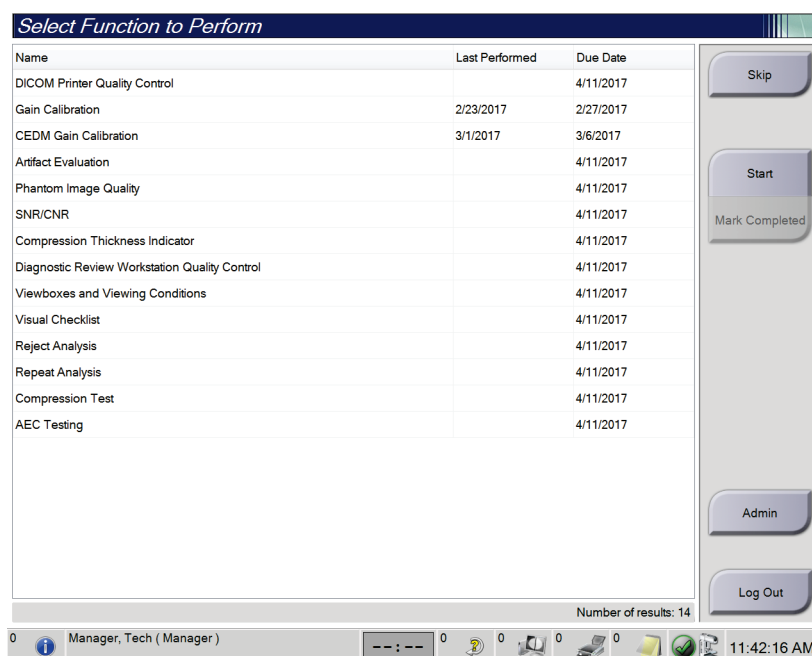 Select Function to Perform
Name Last Performed Due Date
DICOM Printer Quality Control 4/11/2017
Gain Calibration 2/23/2017 2/27/2017
CEDM Gain Calibration 3/1/2017 3/6/2017
Artifact Evaluation 4/11/2017
Phantom Image Quality 4/11/2017
SNR/CNR 4/11/2017
Compression Thickness Indicator 4/11/2017
Diagnostic Review Workstation Quality Control 4/11/2017
Viewboxes and Viewing Conditions 4/11/2017
Visual Checklist 4/11/2017
Reject Analysis 4/11/2017
Repeat Analysis 4/11/2017
Compression Test 4/11/2017
AEC Testing 4/11/2017
Skip
Start
Mark Completed
Admin
Log Out
Number of results: 14
0 Manager, Tech ( Manager ) --:-- 0 0 0 0 11:42:16 AM